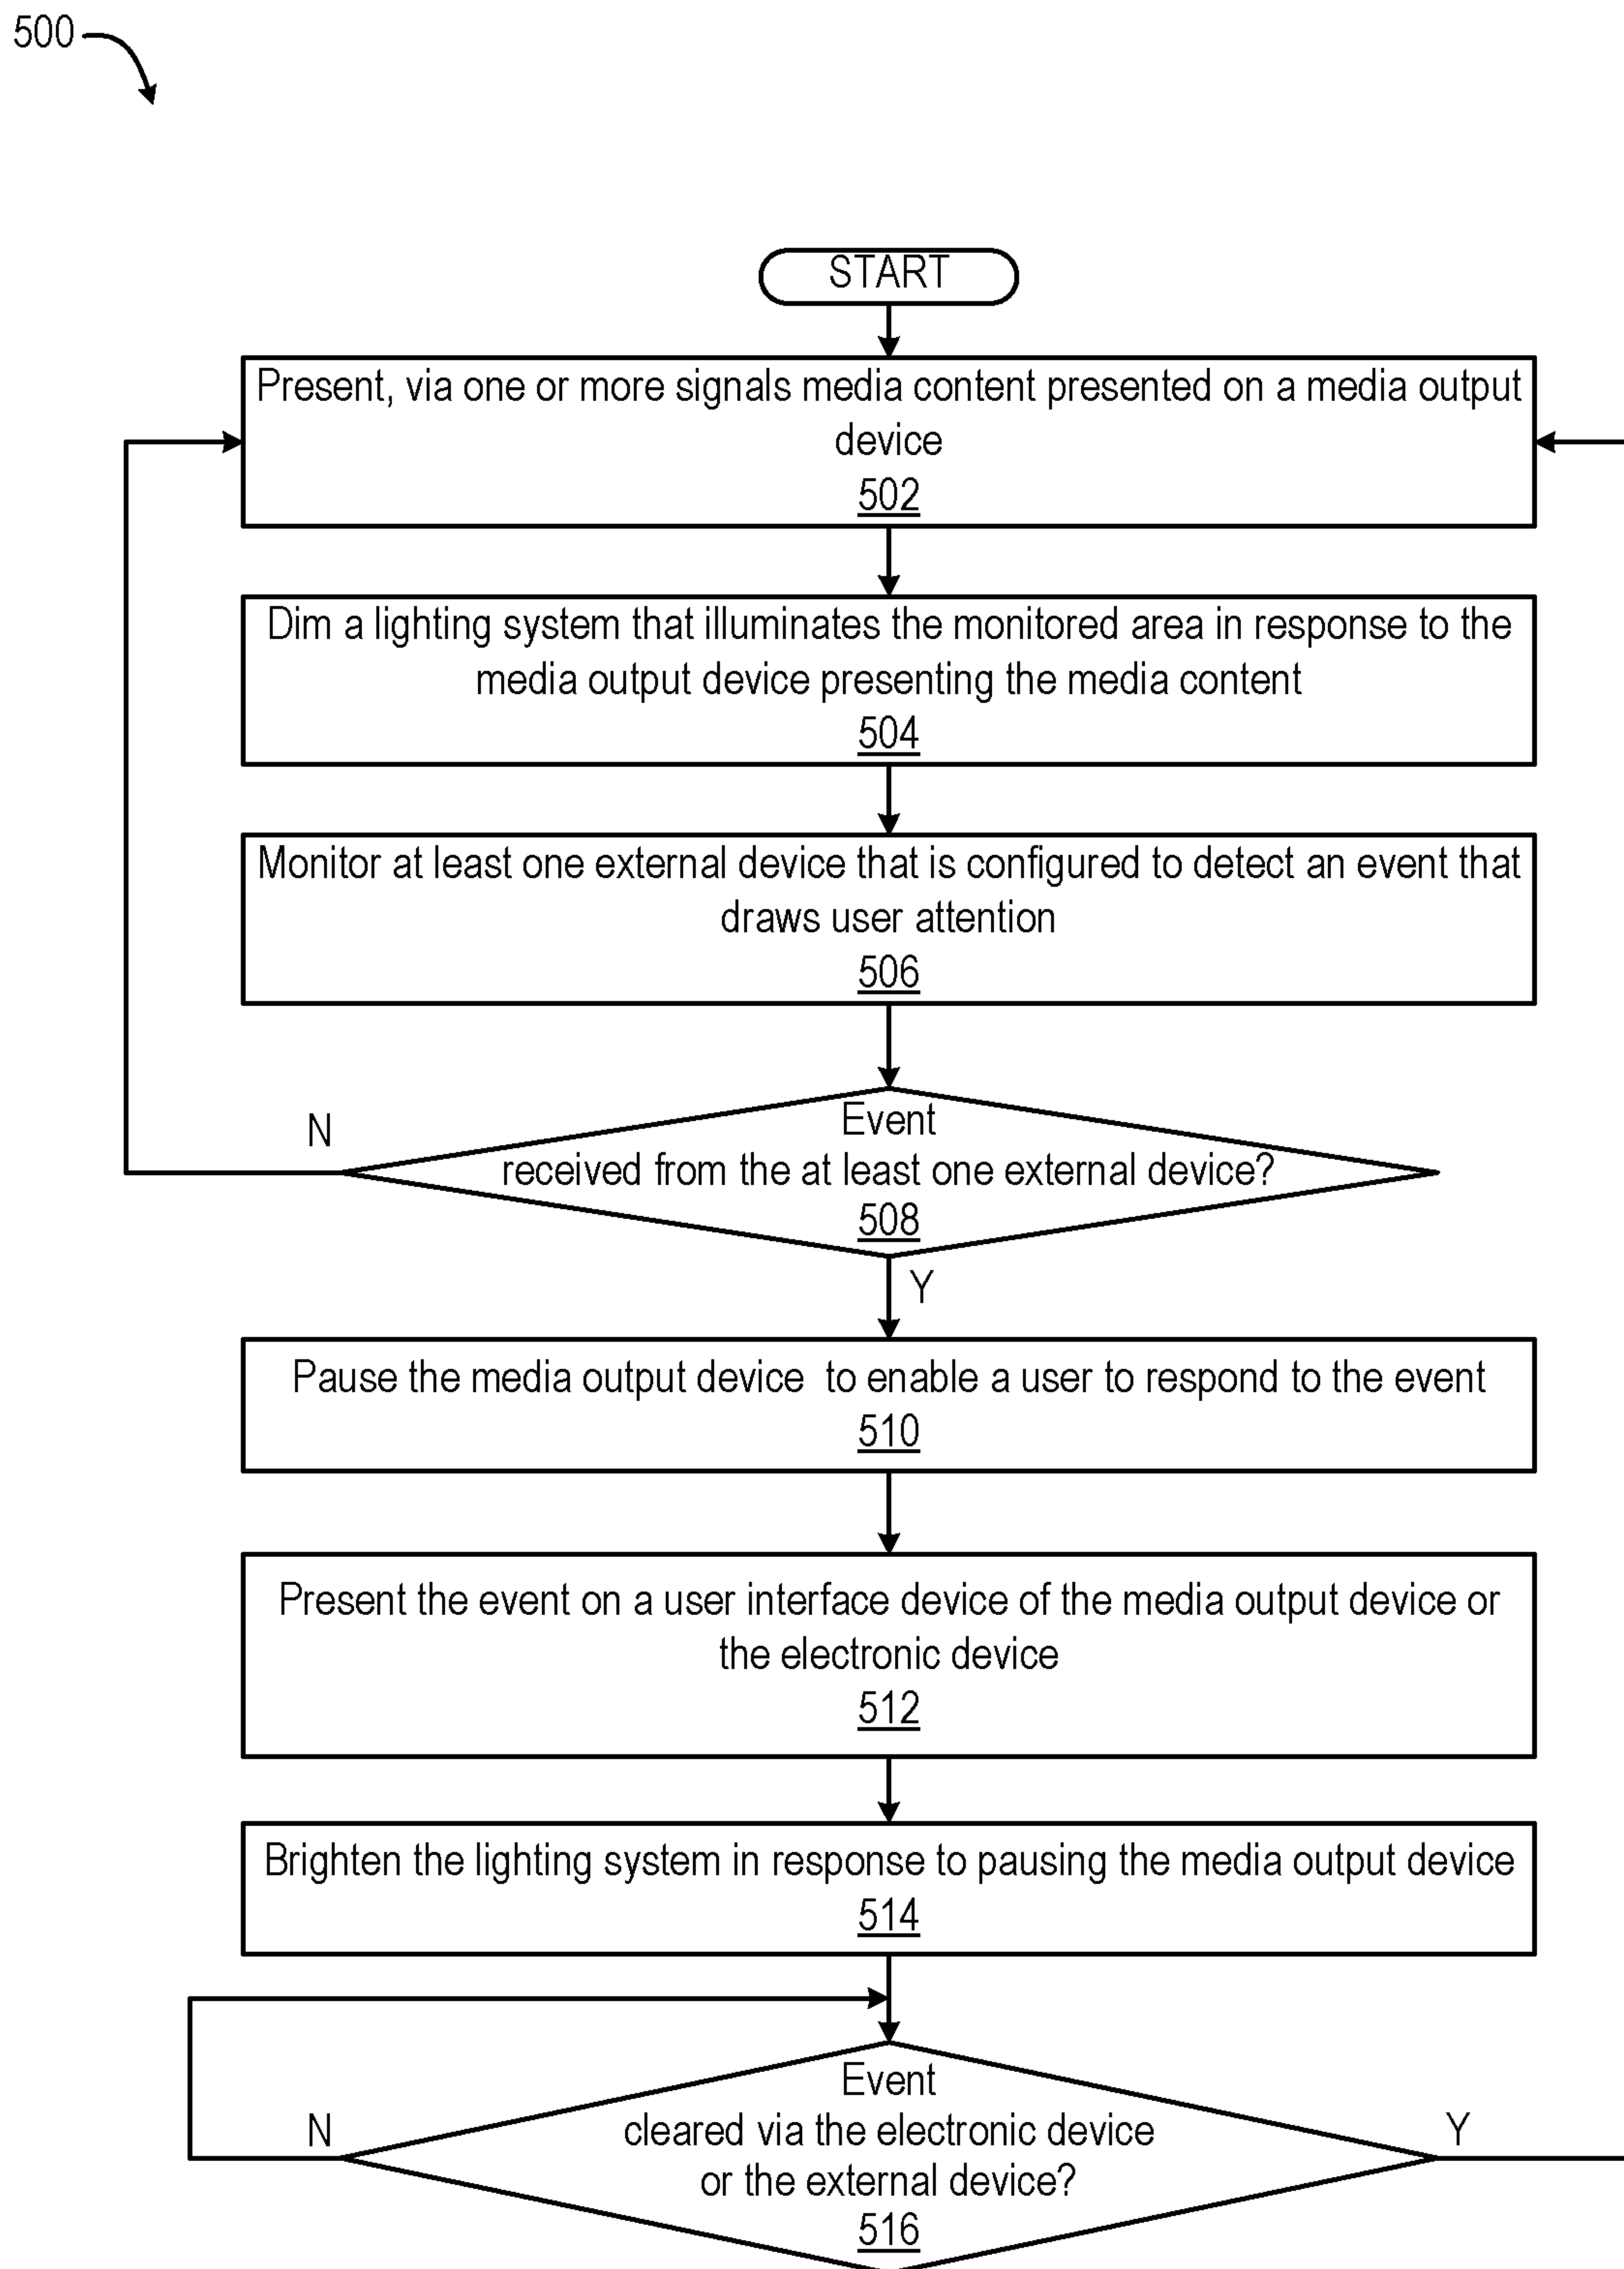 500
START
Present, via one or more signals media content presented on a media output
device
502
Dim a lighting system that illuminates the monitored area in response to the
media output device presenting the media content
504
Monitor at least one external device that is configured to detect an event that
draws user attention
506
N
Event
received from the at least one external device?
508
Y
Pause the media output device  to enable a user to respond to the event
510
Present the event on a user interface device of the media output device or
the electronic device
512
Brighten the lighting system in response to pausing the media output device
514
Event
N
cleared via the electronic device
Y
or the external device?
516